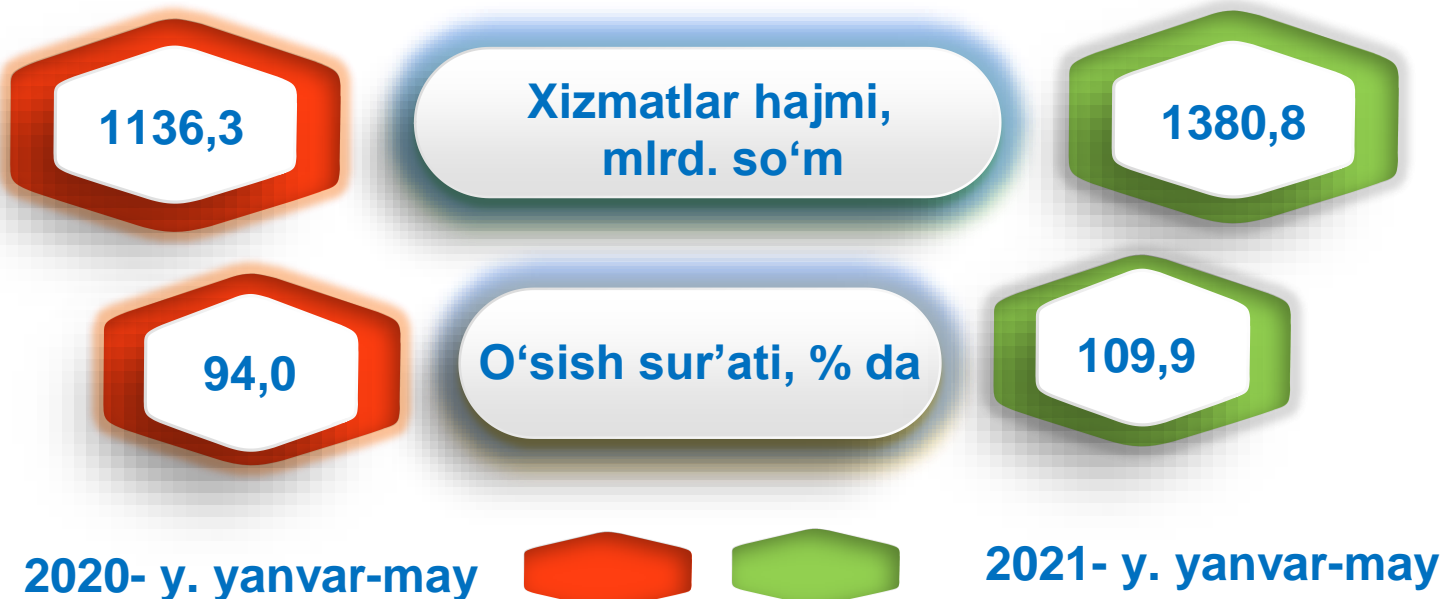 1136,3
Xizmatlar hajmi,
mlrd. so‘m
1380,8
94,0
O‘sish sur’ati, % da
109,9
2020- y. yanvar-may
2021- y. yanvar-may